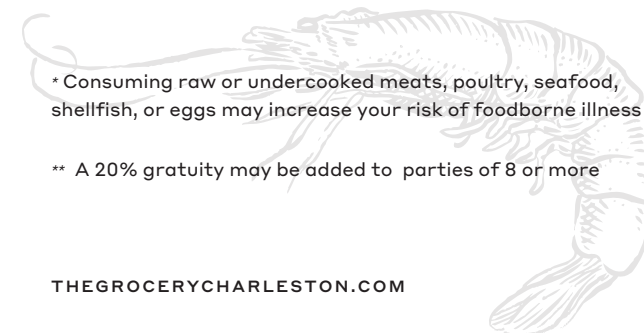 * Consuming raw or undercooked meats, poultry, seafood,
shellfish, or eggs may increase your risk of foodborne illness
** A 20% gratuity may be added to parties of 8 or more
THEGROCERYCHARLESTON.COM